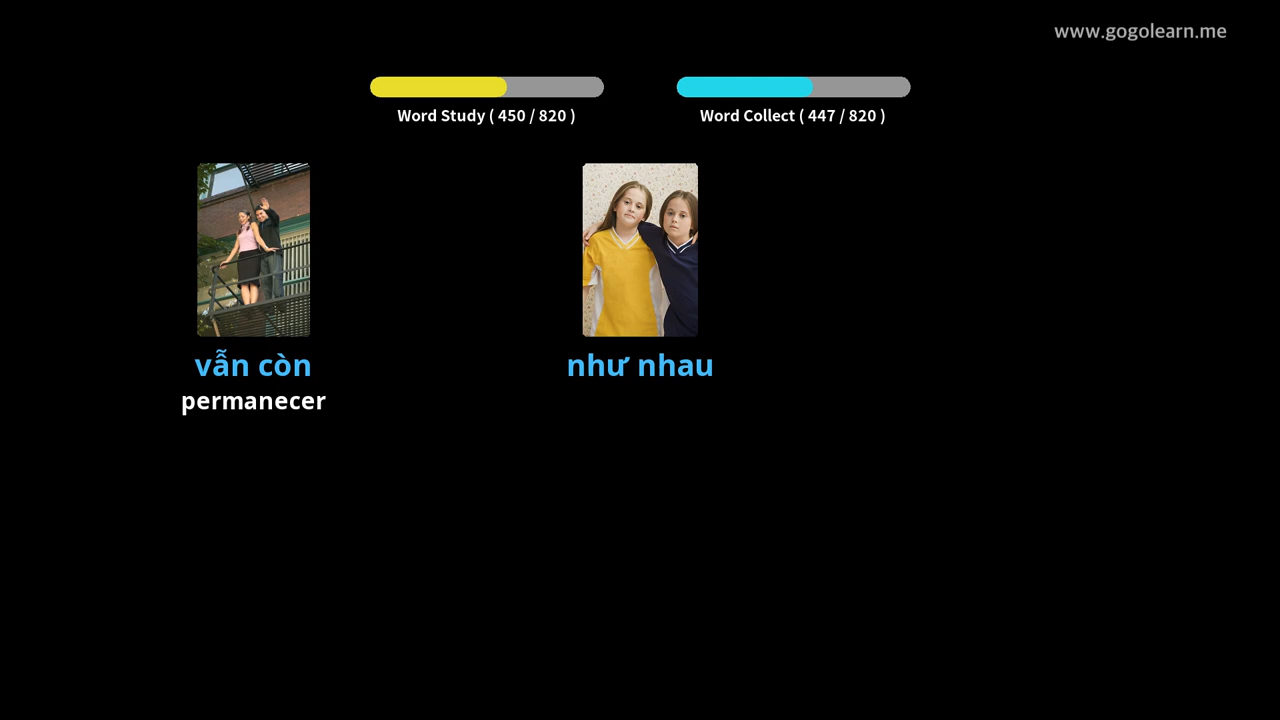 www.gogolearn.me
Word Study ( 450 / 820 )
Word Collect ( 447 / 820 )
vẫn còn
permanecer
như nhau